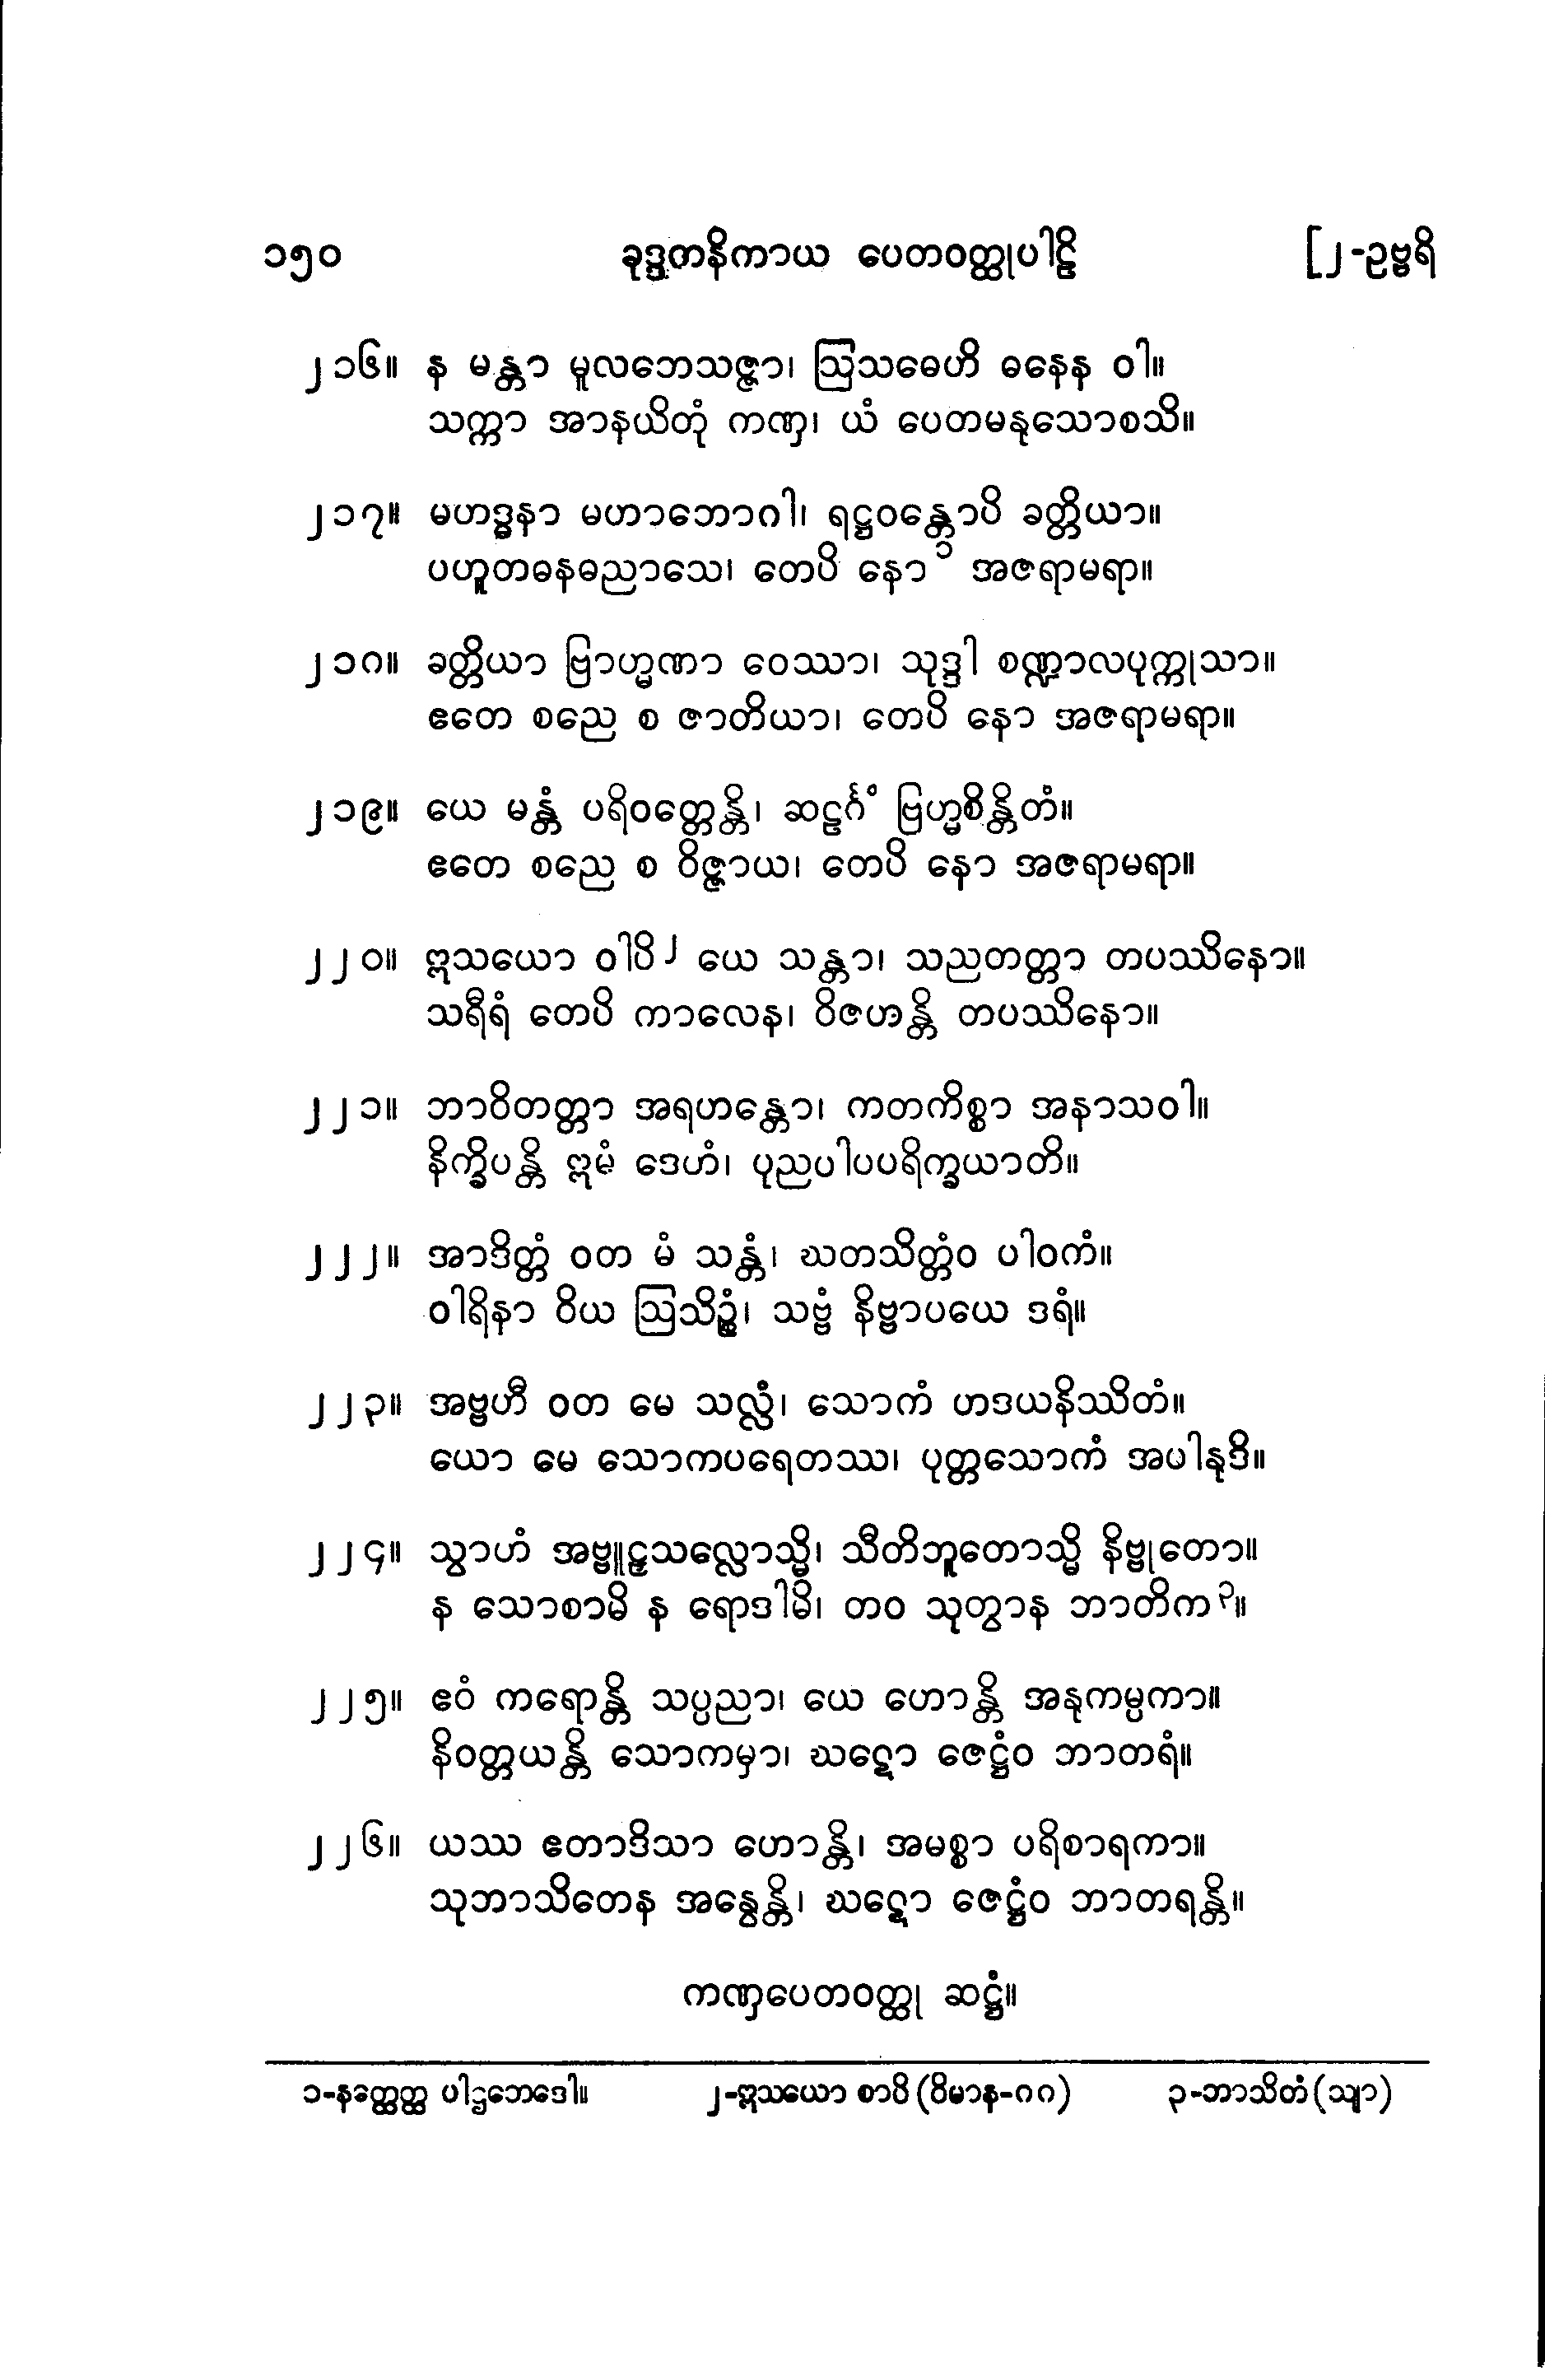 ၁၅၀ ခုဒ္ဒကနိကာယ ပေတဝတ္ထုပါဠိ [၂-ဥဗ္ဗရိ
၂၁၆။ န မန္တာ မူလဘေသဇ္ဇာ၊ ဩသဓေဟိ ဓနေန ဝါ။
သက္ကာ အာနယိတုံ ကဏှ၊ ယံ ပေတမနုသောစသိ။
၂၁၇။ မဟဒ္ဓနာ မဟာဘောဂါ၊ ရဋ္ဌဝန္တောပိ ခတ္တိယာ။
ပဟူတဓနဓညာသေ၊ တေပိ နော ၁ အဇရာမရာ။
၂၁၈။ ခတ္တိယာ ဗြာဟ္မဏာ ဝေဿာ၊ သုဒ္ဒါ စဏ္ဍာလပုက္ကုသာ။
ဧတေ စညေ စ ဇာတိယာ၊ တေပိ နော အဇရာမရာ။
၂၁၉။ ယေ မန္တံ ပရိဝတ္တေန္တိ၊ ဆဠင်္ဂံ ဗြဟ္မစိန္တိတံ။
ဧတေ စညေ စ ဝိဇ္ဇာယ၊ တေပိ နော အဇရာမရာ။
၂၂၀။ ဣသယော ဝါပိ ၂ ယေ သန္တာ၊ သညတတ္တာ တပဿိနော။
သရီရံ တေပိ ကာလေန၊ ဝိဇဟန္တိ တပဿိနော။
၂၂၁။ ဘာဝိတတ္တာ အရဟန္တော၊ ကတကိစ္စာ အနာသဝါ။
နိက္ခိပန္တိ ဣမံ ဒေဟံ၊ ပုညပါပပရိက္ခယာတိ။
၂၂၂။ အာဒိတ္တံ ဝတ မံ သန္တံ၊ ဃတသိတ္တံဝ ပါဝကံ။
ဝါရိနာ ဝိယ ဩသိဉ္စံ၊ သဗ္ဗံ နိဗ္ဗာပယေ ဒရံ။
၂၂၃။ အဗ္ဗဟီ ဝတ မေ သလ္လံ၊ သောကံ ဟဒယနိဿိတံ။
ယော မေ သောကပရေတဿ၊ ပုတ္တသောကံ အပါနုဒိ။
၂၂၄။ သွာဟံ အဗ္ဗူဠှသလ္လောသ္မိ၊ သီတိဘူတောသ္မိ နိဗ္ဗုတော။
န သောစာမိ န ရောဒါမိ၊ တဝ သုတွာန ဘာတိက ၃။
၂၂၅။ ဧဝံ ကရောန္တိ သပ္ပညာ၊ ယေ ဟောန္တိ အနုကမ္ပကာ။
နိဝတ္တယန္တိ သောကမှာ၊ ဃဋော ဇေဋ္ဌံဝ ဘာတရံ။
၂၂၆။ ယဿ ဧတာဒိသာ ဟောန္တိ၊ အမစ္စာ ပရိစာရကာ။
သုဘာသိတေန အန္വေန္တိ၊ ဃဋော ဇေဋ္ဌံဝ ဘာတရန္တိ။
ကဏှပေတဝတ္ထု ဆဋ္ဌံ။
၁-နတ္ထေတ္ထ ပါဌဘေဒေါ။ ၂-ဣသယော စာပိ (ဝိမာန-၈၈) ၃-ဘာသိတံ (သျာ)